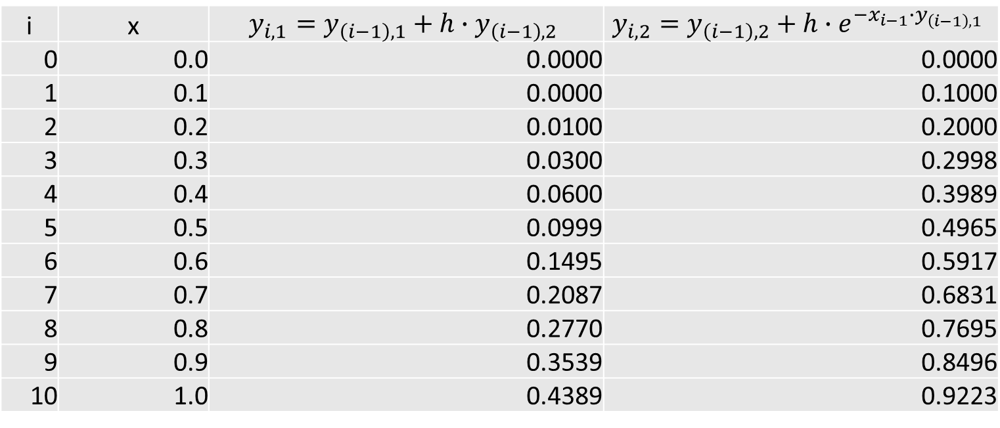 i x y_{i,1} = y_{(i−1),1} + h · y_{(i−1),2} y_{i,2} = y_{(i−1),2} + h · e^{−x_{i−1}·y_{(i−1),1}}
0 0.0 0.0000 0.0000
1 0.1 0.0000 0.1000
2 0.2 0.0100 0.2000
3 0.3 0.0300 0.2998
4 0.4 0.0600 0.3989
5 0.5 0.0999 0.4965
6 0.6 0.1495 0.5917
7 0.7 0.2087 0.6831
8 0.8 0.2770 0.7695
9 0.9 0.3539 0.8496
10 1.0 0.4389 0.9223